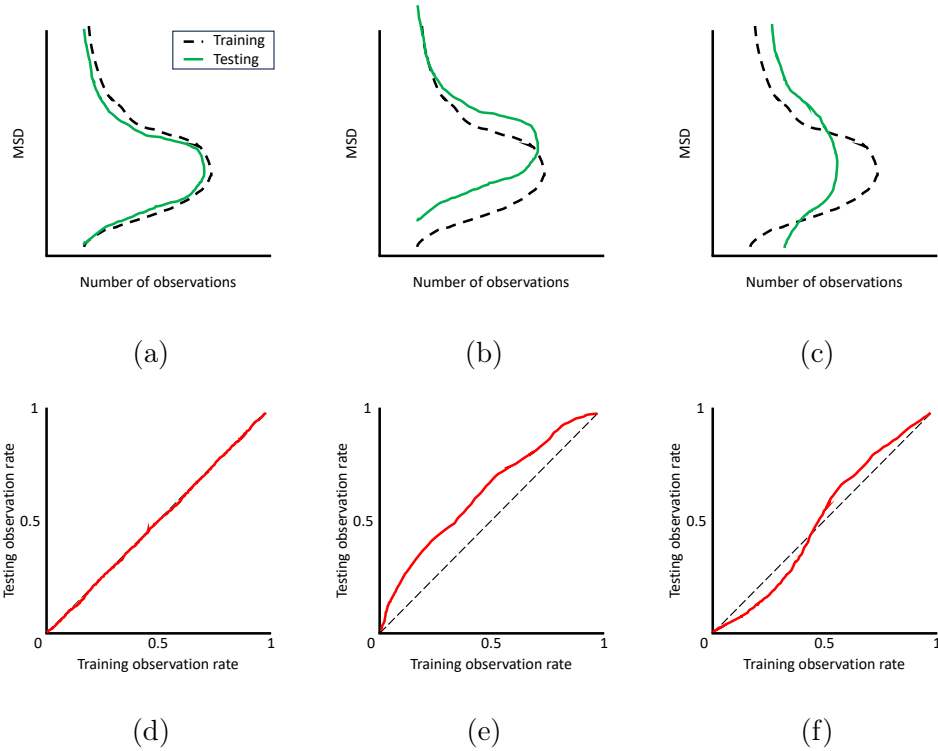 Training
Testing
MSD
Number of observations
(a)
MSD
Number of observations
(b)
MSD
Number of observations
(c)
1
0.5
0
Testing observation rate
0.5
1
Training observation rate
(d)
1
0.5
0
Testing observation rate
0.5
1
Training observation rate
(e)
1
0.5
0
Testing observation rate
0.5
1
Training observation rate
(f)